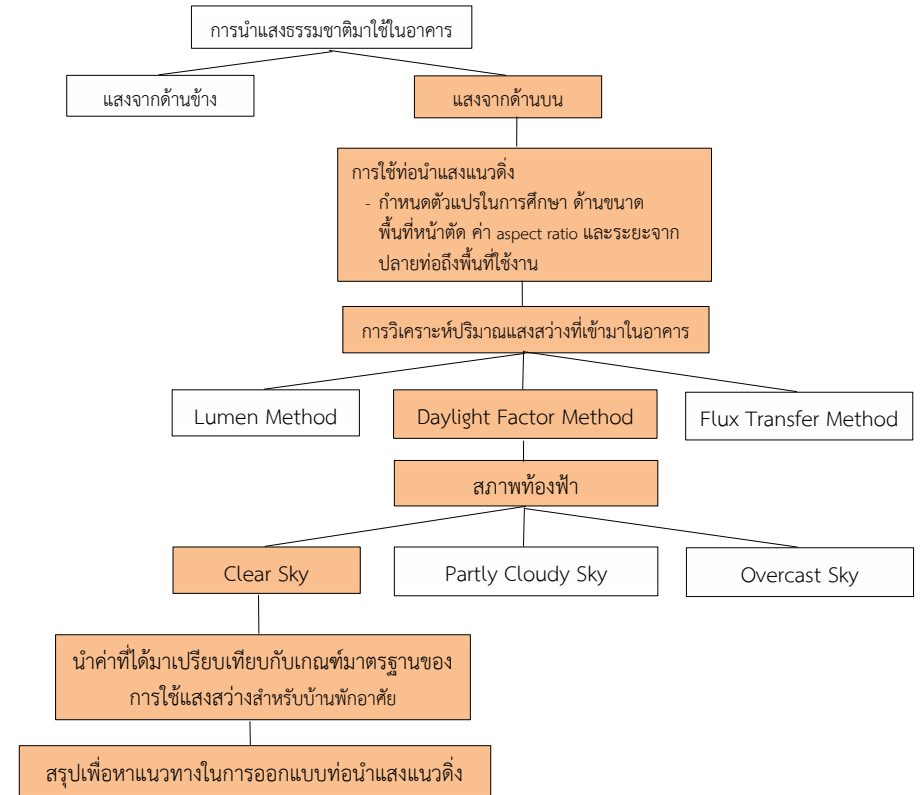 การนำแสงธรรมชาติมาใช้ในอาคาร
แสงจากด้านข้าง
แสงจากด้านบน
การใช้ท่อนำแสงแนวดิ่ง
- กำหนดตัวแปรในการศึกษา ด้านขนาด
พื้นที่หน้าตัด ค่า aspect ratio และระยะจาก
ปลายท่อถึงพื้นที่ใช้งาน
การวิเคราะห์ปริมาณแสงสว่างที่เข้ามาในอาคาร
Lumen Method
Daylight Factor Method
Flux Transfer Method
สภาพท้องฟ้า
Clear Sky
Partly Cloudy Sky
Overcast Sky
นำค่าที่ได้มาเปรียบเทียบกับเกณฑ์มาตรฐานของ
การใช้แสงสว่างสำหรับบ้านพักอาศัย
สรุปเพื่อหาแนวทางในการออกแบบท่อนำแสงแนวดิ่ง